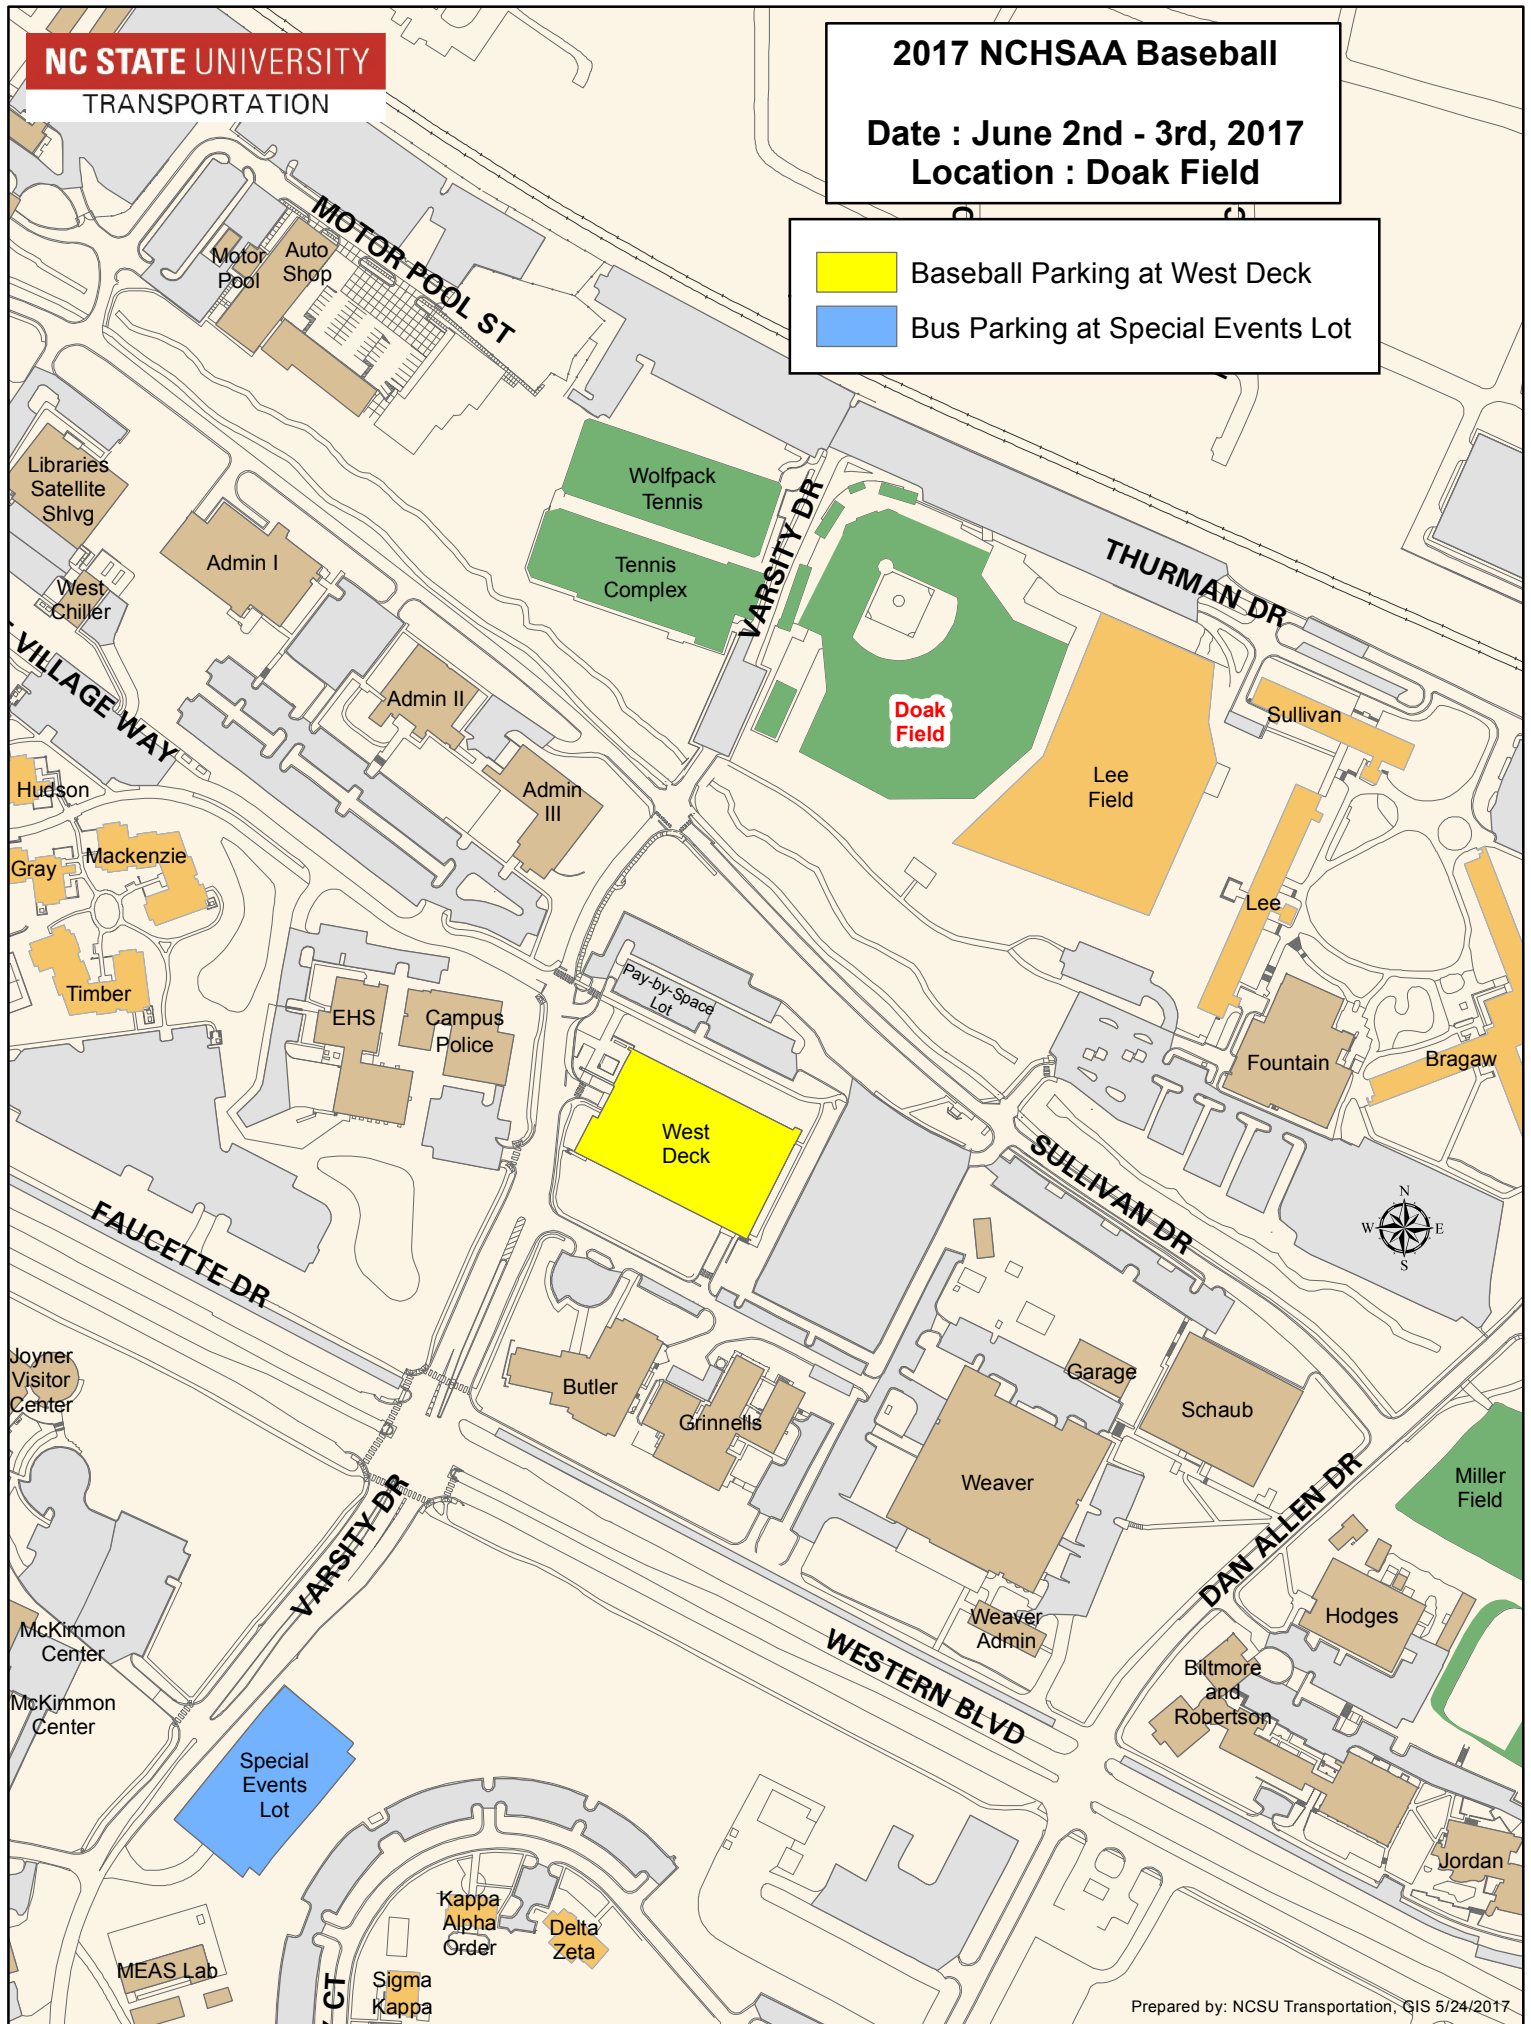 NC STATE UNIVERSITY
TRANSPORTATION
2017 NCHSAA Baseball
Date : June 2nd - 3rd, 2017
Location : Doak Field
Baseball Parking at West Deck
Bus Parking at Special Events Lot
MOTOR POOL ST
Motor
Pool
Auto
Shop
Libraries
Satellite
Shlvg
Admin I
West
Chiller
VILLAGE WAY
Wolfpack
Tennis
Tennis
Complex
VARSITY DR
THURMAN DR
Doak
Field
Lee
Field
Sullivan
Admin II
Admin
III
Hudson
Mackenzie
Gray
Timber
Lee
EHS
Campus
Police
Pay-by-Space
Lot
Fountain
Bragaw
West
Deck
SULLIVAN DR
N
W
E
S
FAUCETTE DR
Joyner
Visitor
Center
Butler
Grinnells
Garage
Schaub
Weaver
Miller
Field
VARSITY DR
DAN ALLEN DR
McKimmon
Center
McKimmon
Center
Weaver
Admin
Hodges
Biltmore
and
Robertson
WESTERN BLVD
Special
Events
Lot
Jordan
Kappa
Alpha
Order
Delta
Zeta
MEAS Lab
Sigma
Kappa
CT
Prepared by: NCSU Transportation, GIS 5/24/2017